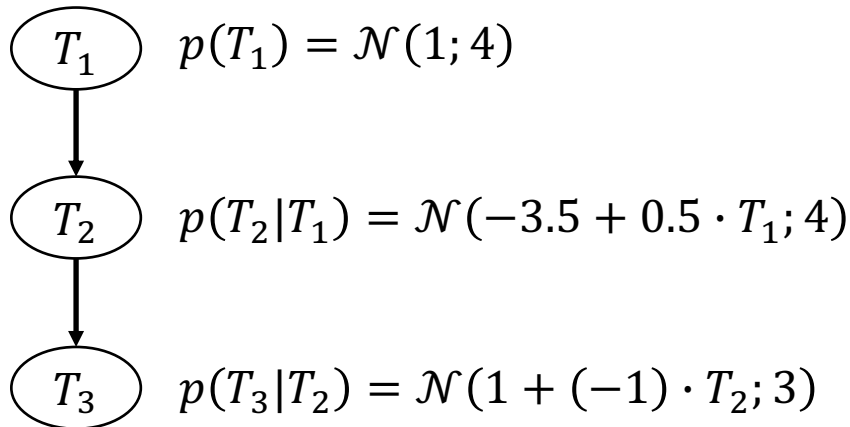 T₁ p(T₁) = 𝒩(1; 4)
T₂ p(T₂|T₁) = 𝒩(−3.5 + 0.5 · T₁; 4)
T₃ p(T₃|T₂) = 𝒩(1 + (−1) · T₂; 3)